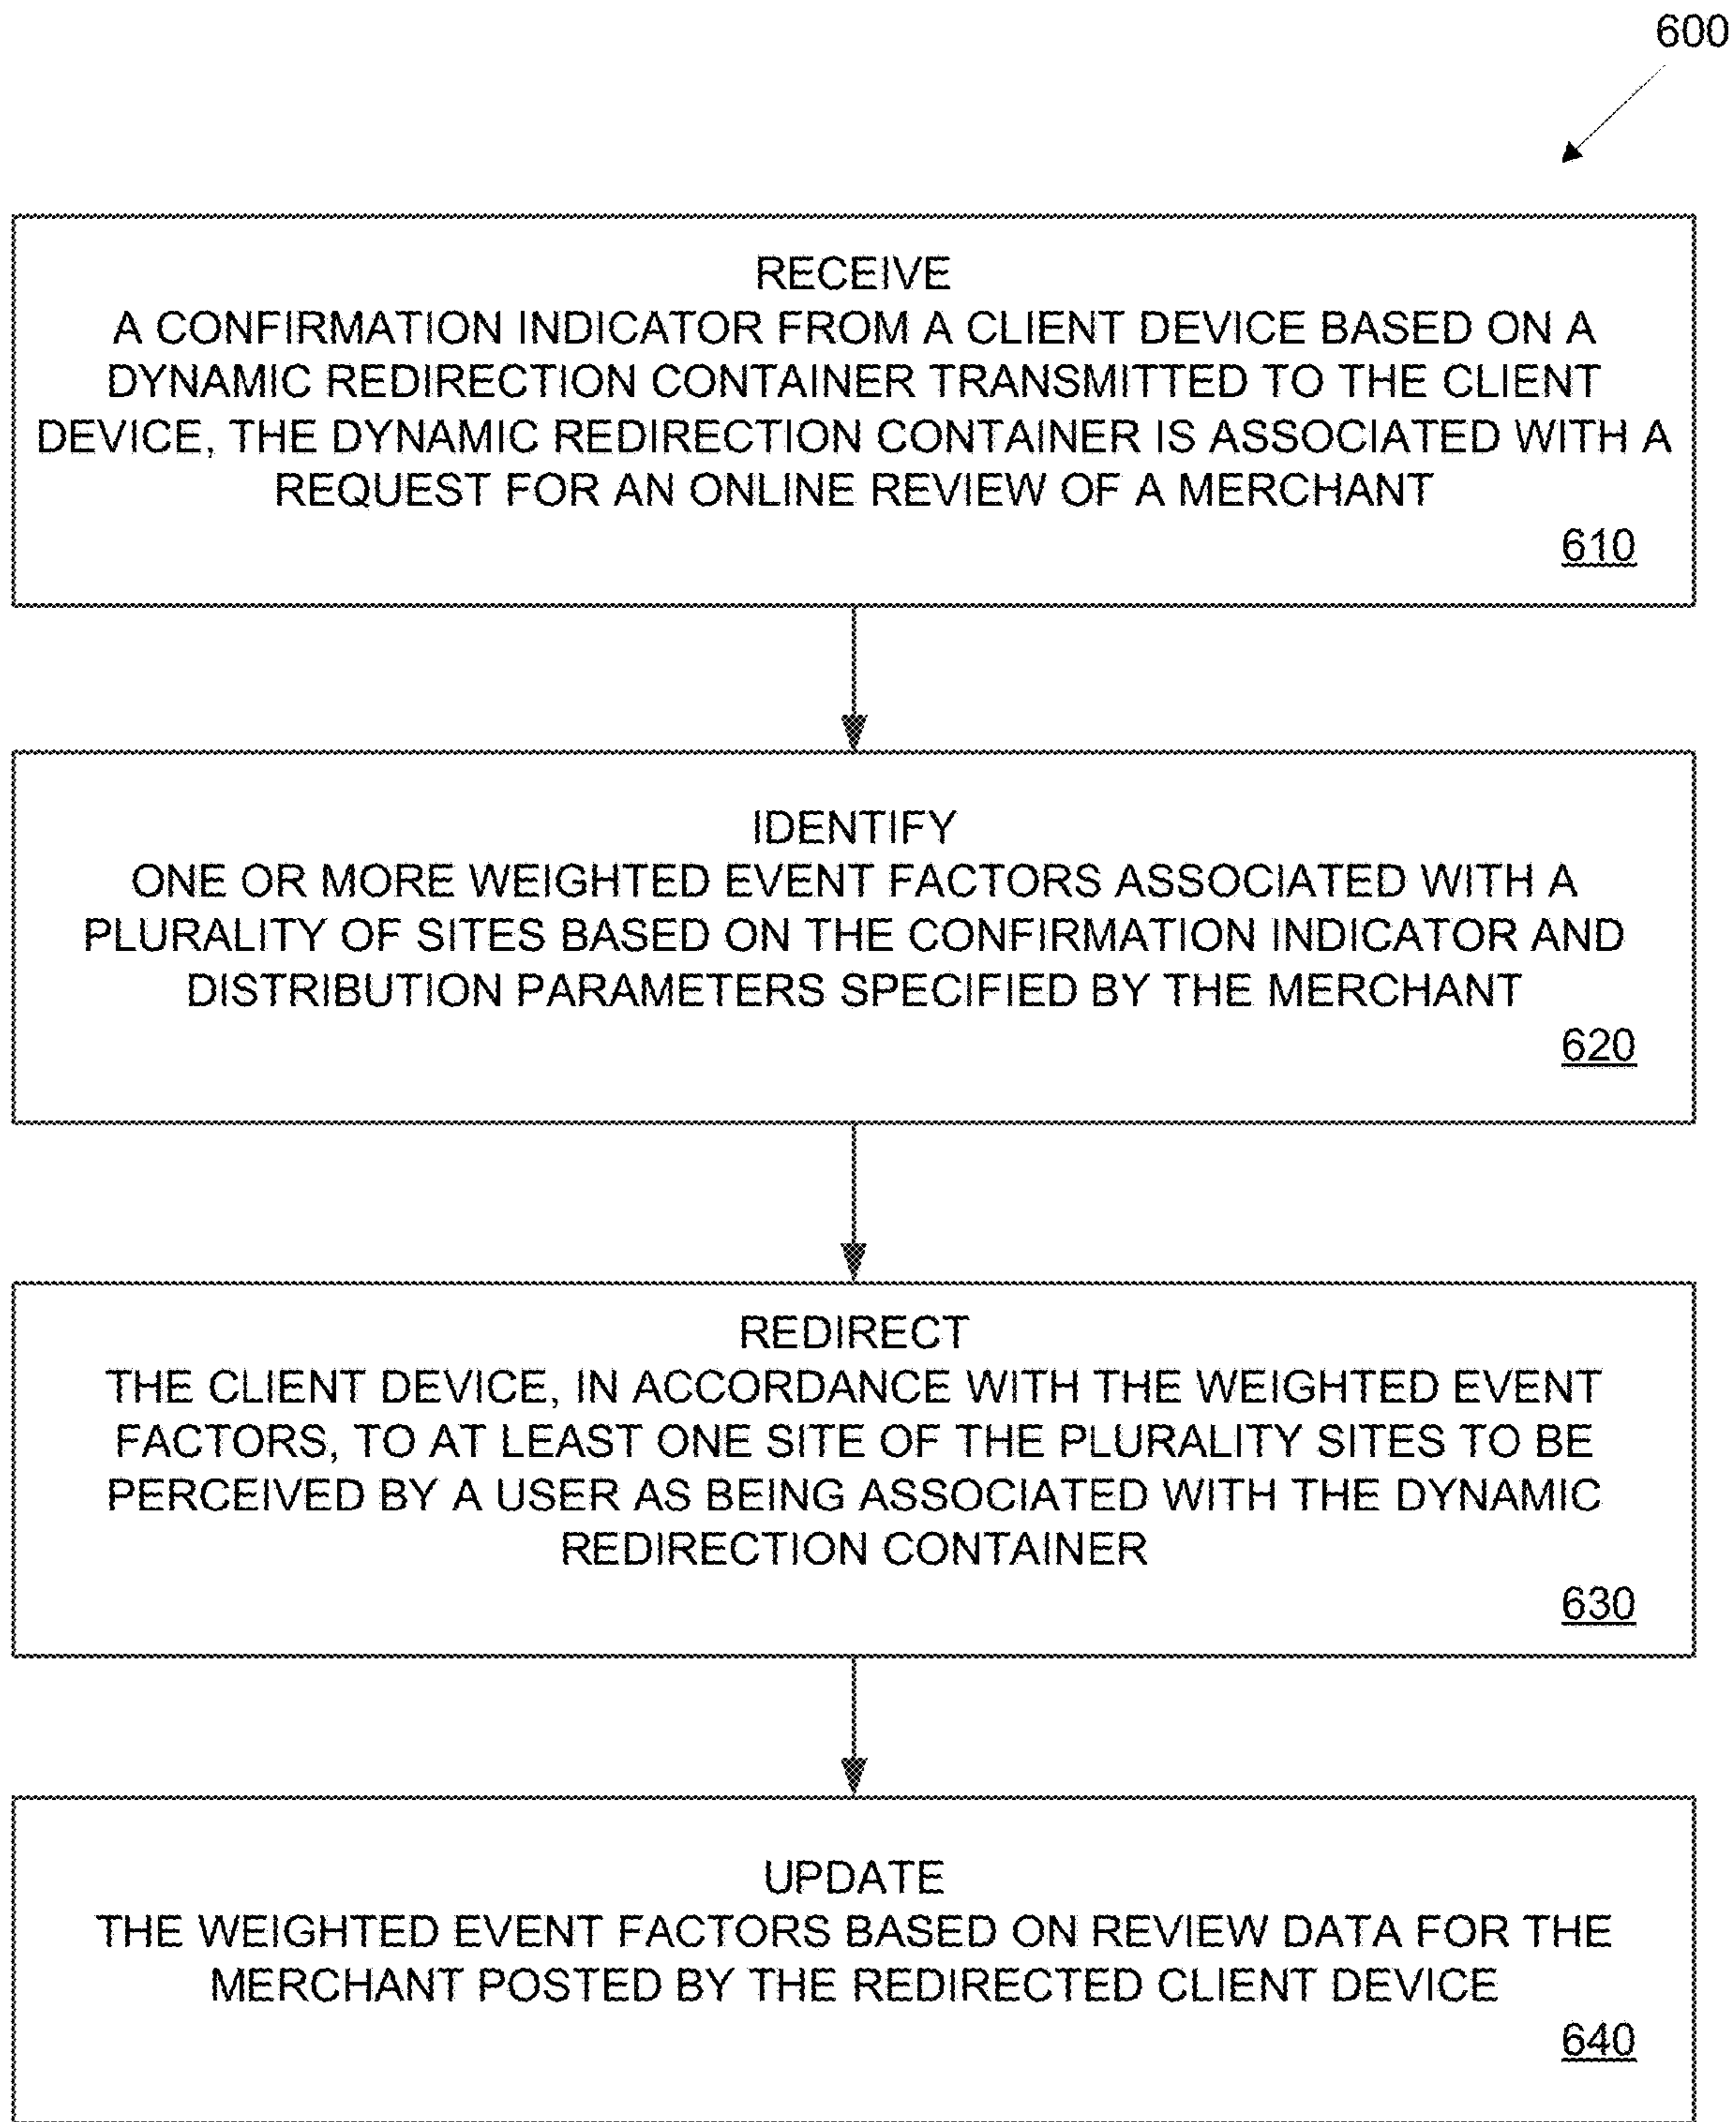 600
RECEIVE
A CONFIRMATION INDICATOR FROM A CLIENT DEVICE BASED ON A
DYNAMIC REDIRECTION CONTAINER TRANSMITTED TO THE CLIENT
DEVICE, THE DYNAMIC REDIRECTION CONTAINER IS ASSOCIATED WITH A
REQUEST FOR AN ONLINE REVIEW OF A MERCHANT
610
IDENTIFY
ONE OR MORE WEIGHTED EVENT FACTORS ASSOCIATED WITH A
PLURALITY OF SITES BASED ON THE CONFIRMATION INDICATOR AND
DISTRIBUTION PARAMETERS SPECIFIED BY THE MERCHANT
620
REDIRECT
THE CLIENT DEVICE, IN ACCORDANCE WITH THE WEIGHTED EVENT
FACTORS, TO AT LEAST ONE SITE OF THE PLURALITY SITES TO BE
PERCEIVED BY A USER AS BEING ASSOCIATED WITH THE DYNAMIC
REDIRECTION CONTAINER
630
UPDATE
THE WEIGHTED EVENT FACTORS BASED ON REVIEW DATA FOR THE
MERCHANT POSTED BY THE REDIRECTED CLIENT DEVICE
640